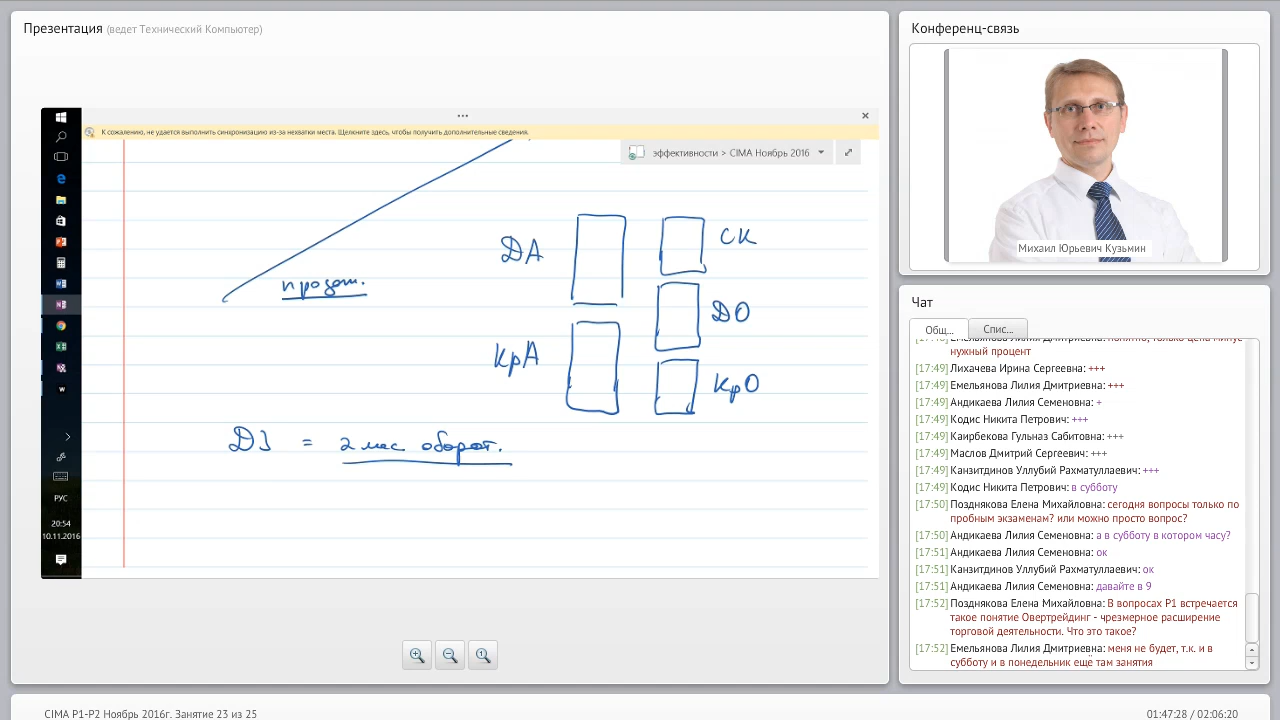 Презентация (ведет Технический Компьютер)
К сожалению, не удается выполнить синхронизацию из-за нехватки места. Щелкните здесь, чтобы получить дополнительные сведения.
эффективности > CIMA Ноябрь 2016
ДА
СК
ДО
КрА
КрО
ДЗ = 2 мес оборот.
РУС
20:54
10.11.2016
Конференц-связь
Михаил Юрьевич Кузьмин
Чат
Общ...
Спис...
нужный процент
[17:49] Лихачева Ирина Сергеевна: +++
[17:49] Емельянова Лилия Дмитриевна: +++
[17:49] Андикаева Лилия Семеновна: +
[17:49] Кодис Никита Петрович: +++
[17:49] Каирбекова Гульназ Сабитовна: +++
[17:49] Маслов Дмитрий Сергеевич: +++
[17:49] Канзитдинов Уллубий Рахматуллаевич: +++
[17:49] Кодис Никита Петрович: в субботу
[17:50] Позднякова Елена Михайловна: сегодня вопросы только по
пробным экзаменам? или можно просто вопрос?
[17:50] Андикаева Лилия Семеновна: а в субботу в котором часу?
[17:51] Андикаева Лилия Семеновна: ок
[17:51] Канзитдинов Уллубий Рахматуллаевич: ок
[17:51] Андикаева Лилия Семеновна: давайте в 9
[17:52] Позднякова Елена Михайловна: В вопросах Р1 встречается
такое понятие Овертрейдинг - чрезмерное расширение
торговой деятельности. Что это такое?
[17:52] Емельянова Лилия Дмитриевна: меня не будет, т.к. и в
субботу и в понедельник ещё там занятия
CIMA P1-P2 Ноябрь 2016г. Занятие 23 из 25
01:47:28 / 02:06:20